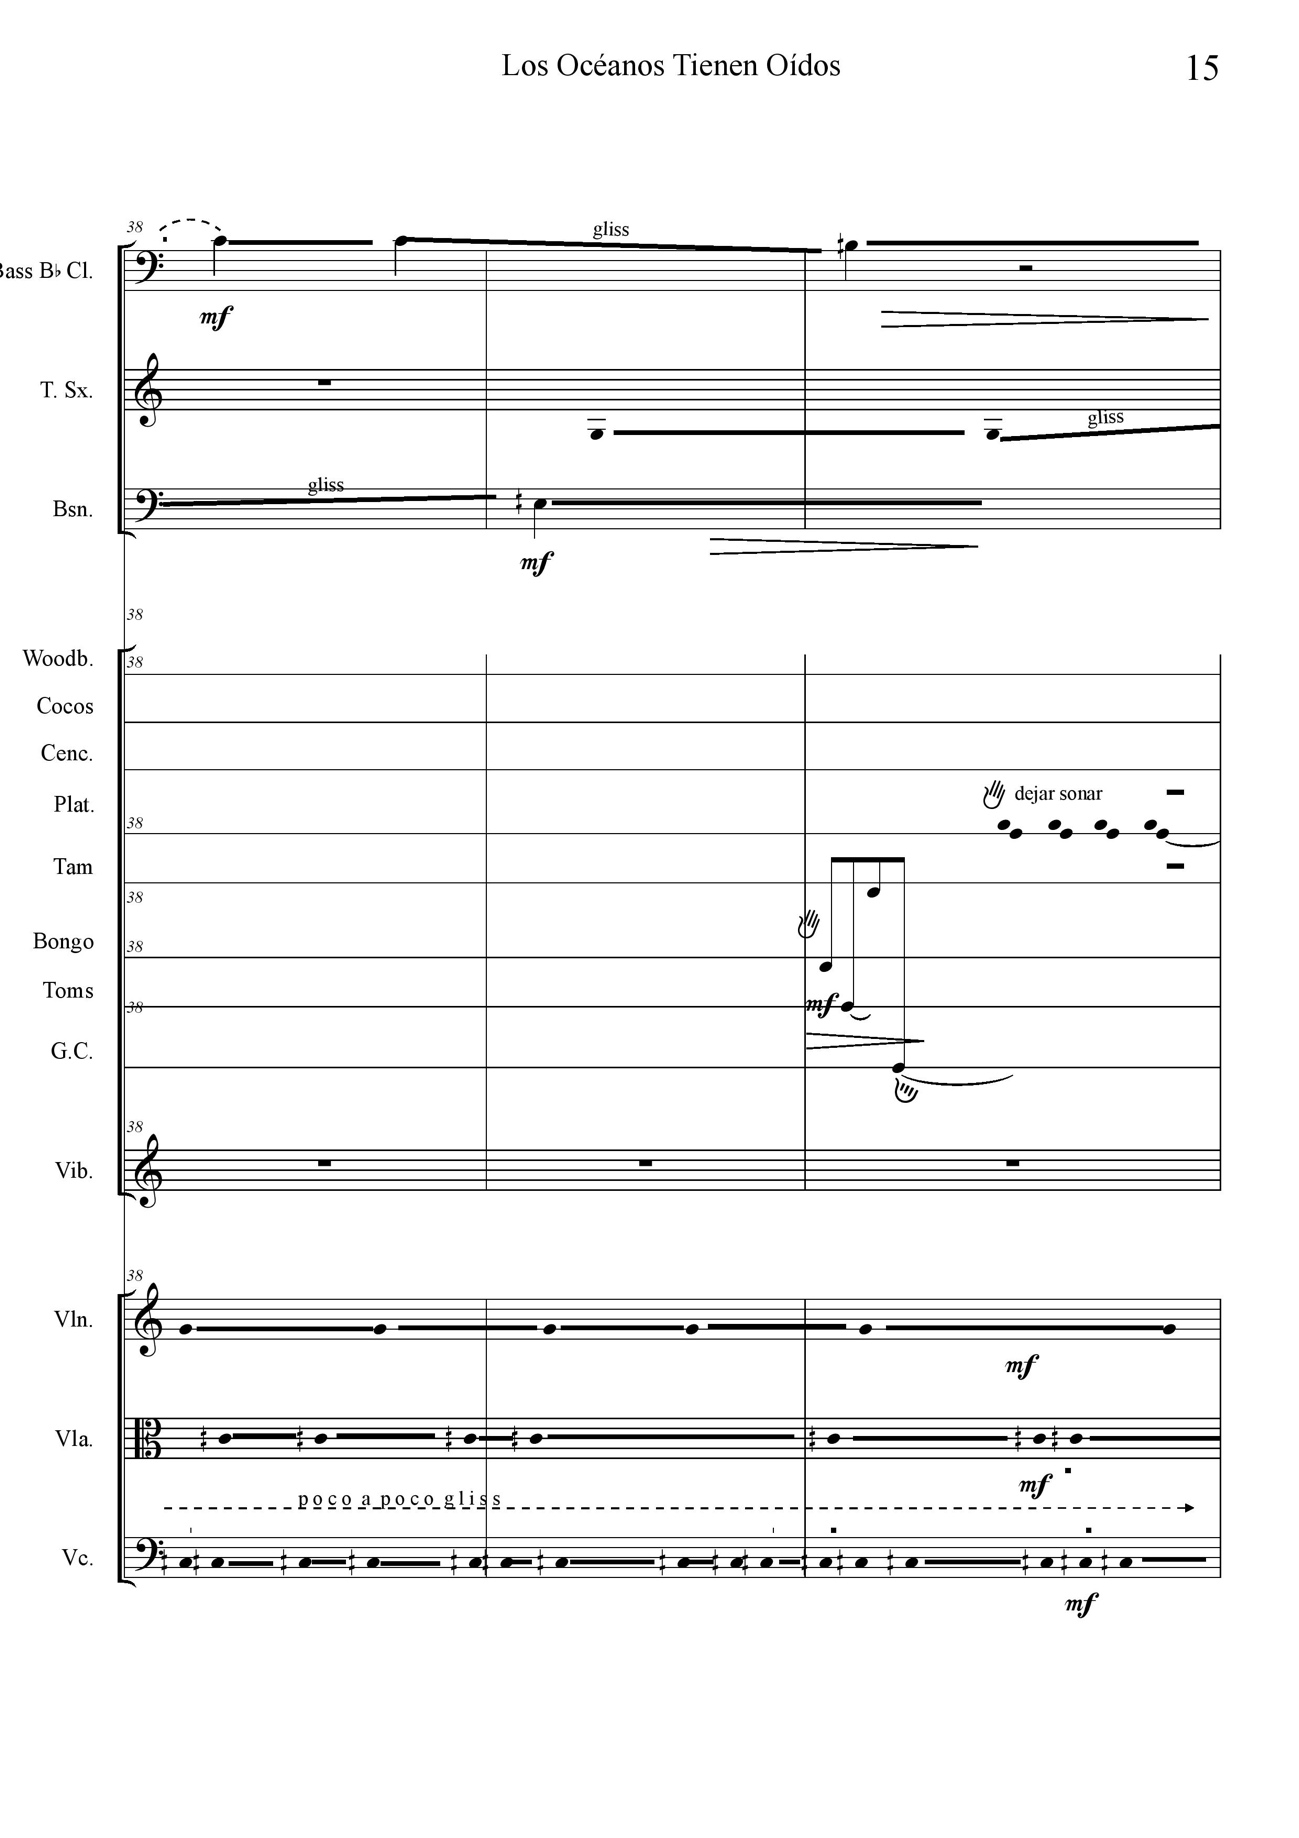 Los Océanos Tienen Oídos
15
38
gliss
Bass B♭ Cl.
mf
T. Sx.
gliss
gliss
Bsn.
mf
38
Woodb.
38
Cocos
Cenc.
dejar sonar
Plat.
38
Tam
38
Bongo
38
Toms
mf
38
G.C.
38
Vib.
38
Vln.
mf
Vla.
mf
poco a poco gliss
Vc.
mf